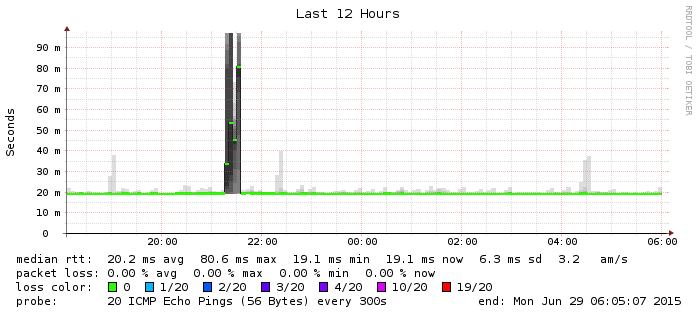 Last 12 Hours
RRDTOOL / TOBI OETIKER
Seconds
90 m
80 m
70 m
60 m
50 m
40 m
30 m
20 m
10 m
0
20:00 22:00 00:00 02:00 04:00 06:00
median rtt: 20.2 ms avg 80.6 ms max 19.1 ms min 19.1 ms now 6.3 ms sd 3.2 am/s
packet loss: 0.00 % avg 0.00 % max 0.00 % min 0.00 % now
loss color: 0 1/20 2/20 3/20 4/20 10/20 19/20
probe: 20 ICMP Echo Pings (56 Bytes) every 300s end: Mon Jun 29 06:05:07 2015